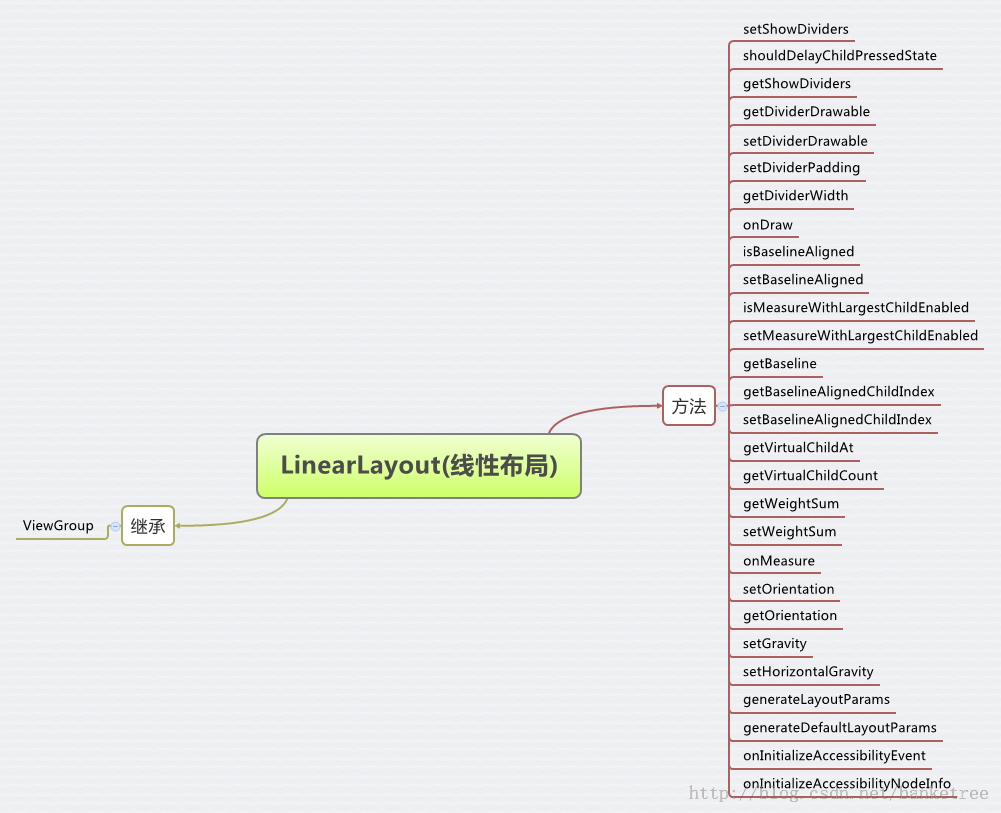 LinearLayout(线性布局)
方法
setShowDividers
shouldDelayChildPressedState
getShowDividers
getDividerDrawable
setDividerDrawable
setDividerPadding
getDividerWidth
onDraw
isBaselineAligned
setBaselineAligned
isMeasureWithLargestChildEnabled
setMeasureWithLargestChildEnabled
getBaseline
getBaselineAlignedChildIndex
setBaselineAlignedChildIndex
getVirtualChildAt
getVirtualChildCount
getWeightSum
setWeightSum
onMeasure
setOrientation
getOrientation
setGravity
setHorizontalGravity
generateLayoutParams
generateDefaultLayoutParams
onInitializeAccessibilityEvent
onInitializeAccessibilityNodeInfo
继承
ViewGroup
http://blog.csdn.net/banketree